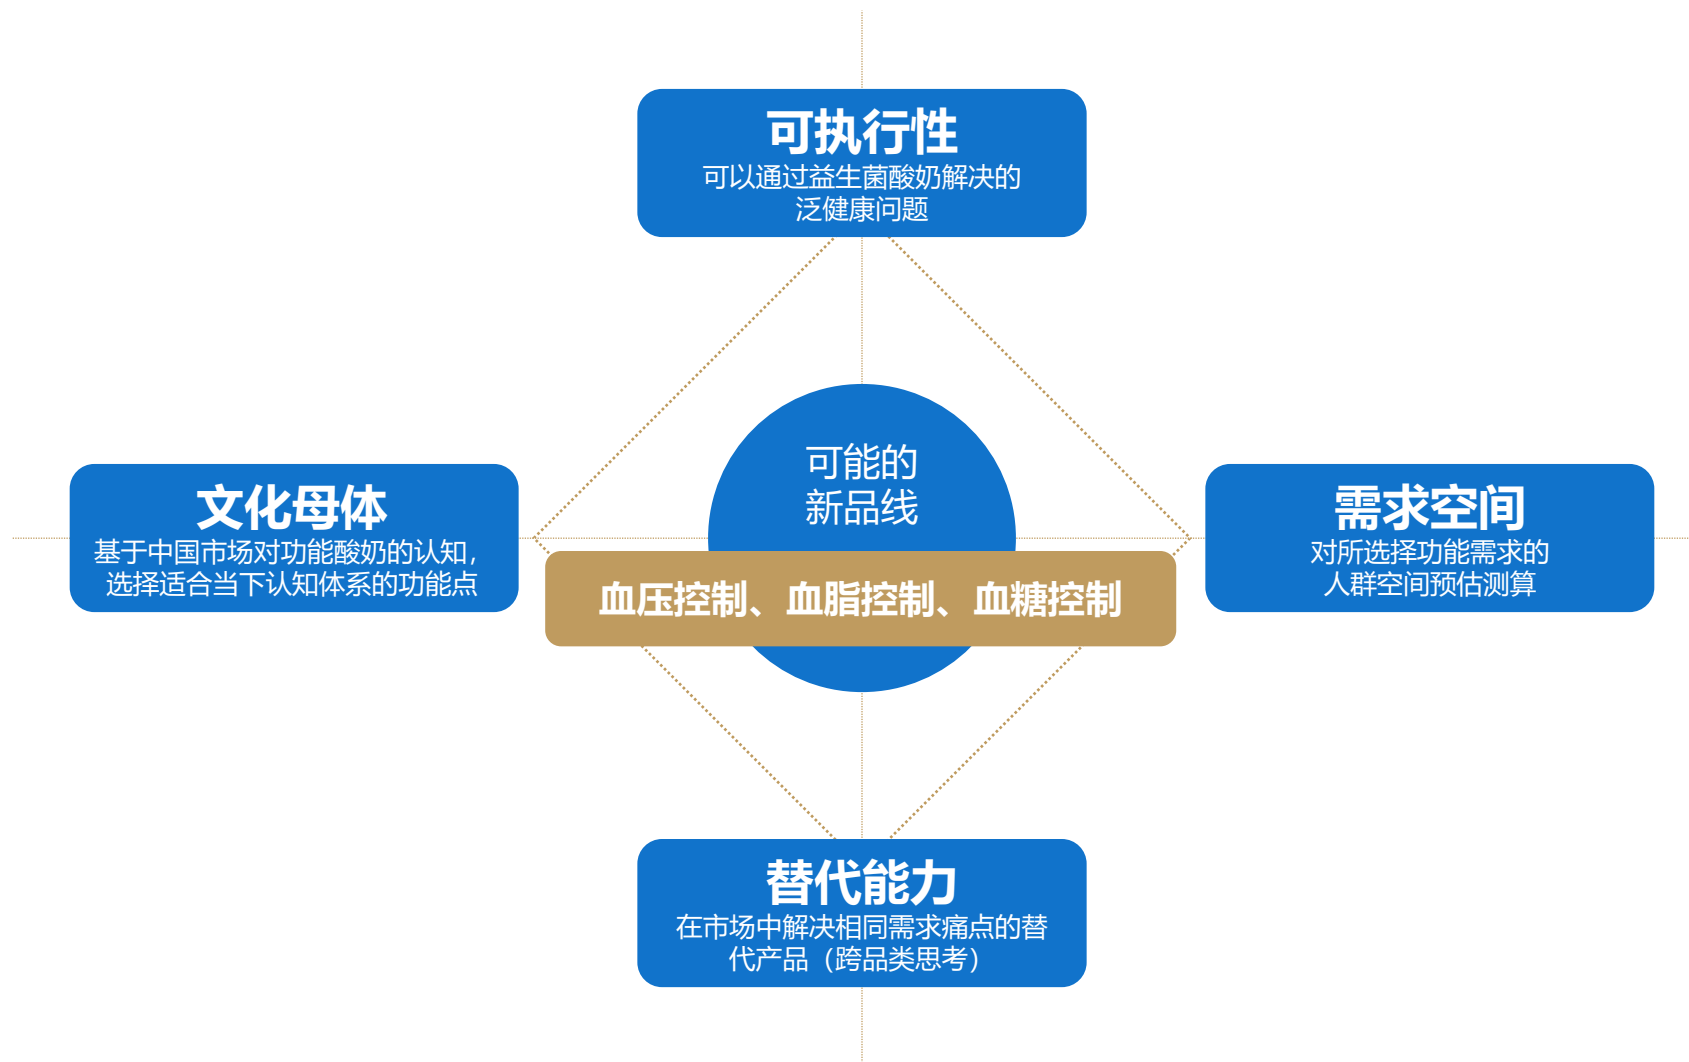 可执行性
可以通过益生菌酸奶解决的
泛健康问题
文化母体
基于中国市场对功能酸奶的认知，
选择适合当下认知体系的功能点
可能的
新品线
血压控制、血脂控制、血糖控制
需求空间
对所选择功能需求的
人群空间预估测算
替代能力
在市场中解决相同需求痛点的替
代产品（跨品类思考）